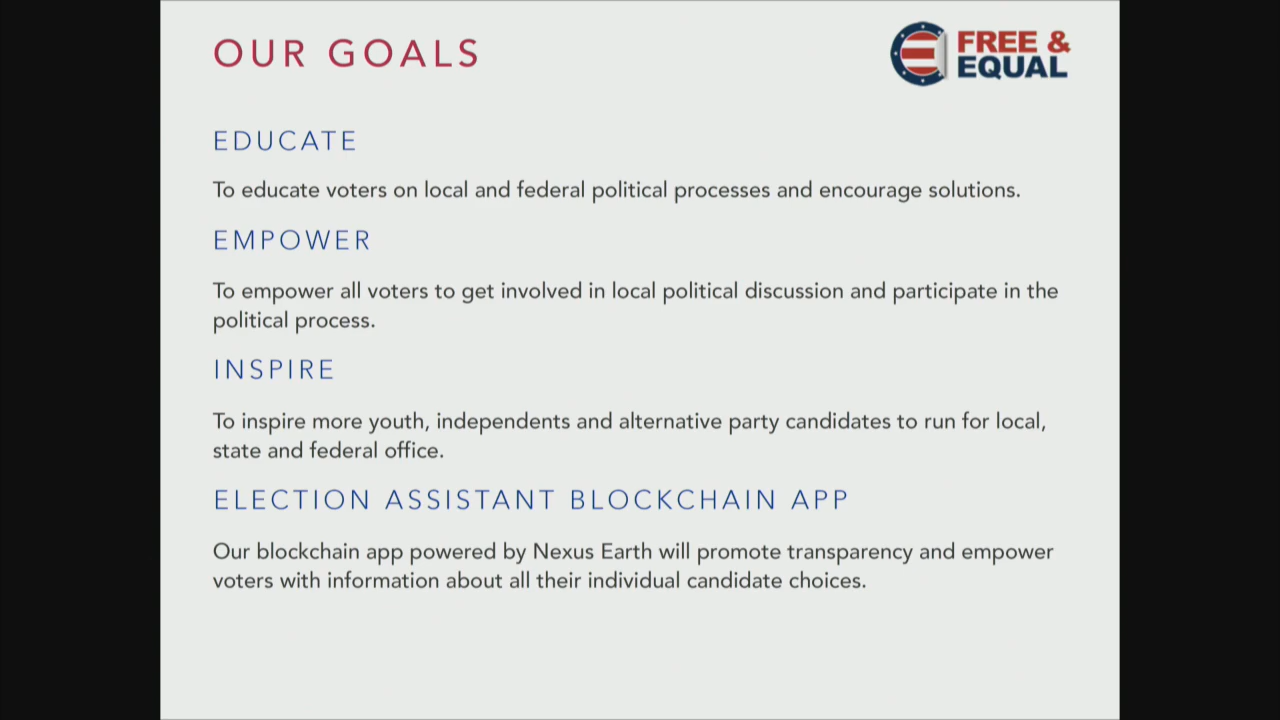 OUR GOALS
FREE &
EQUAL
EDUCATE
To educate voters on local and federal political processes and encourage solutions.
EMPOWER
To empower all voters to get involved in local political discussion and participate in the
political process.
INSPIRE
To inspire more youth, independents and alternative party candidates to run for local,
state and federal office.
ELECTION ASSISTANT BLOCKCHAIN APP
Our blockchain app powered by Nexus Earth will promote transparency and empower
voters with information about all their individual candidate choices.